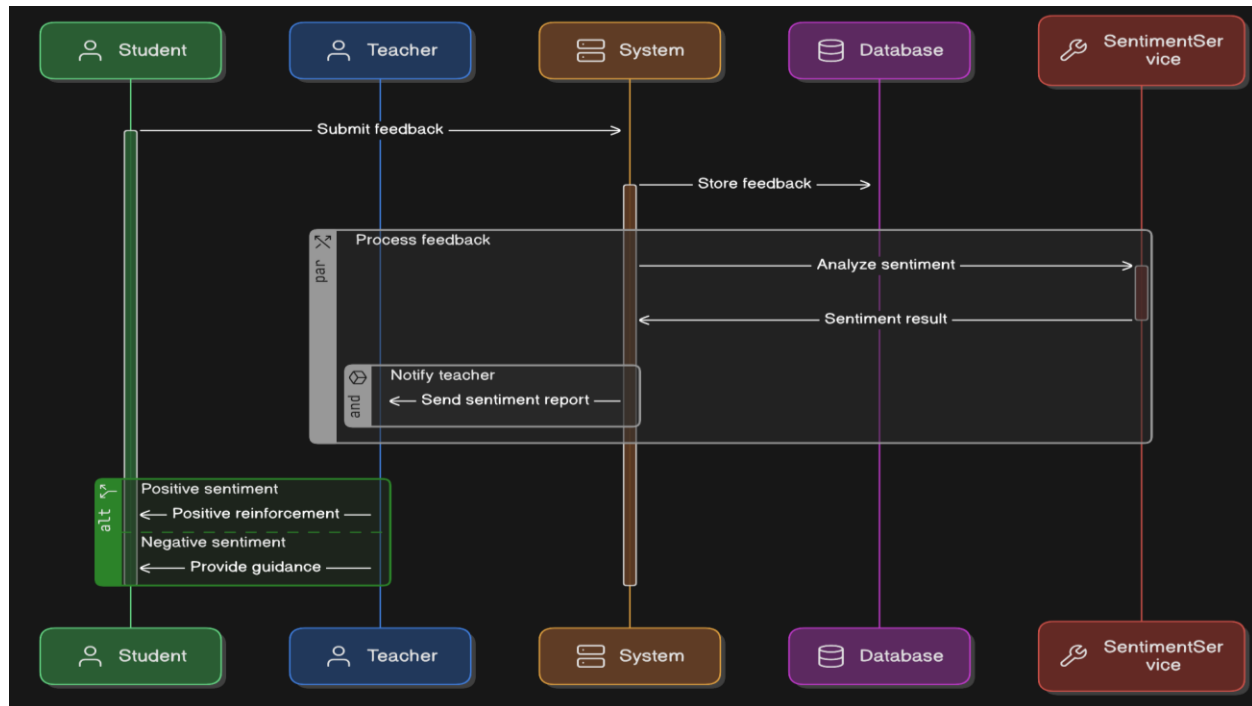 Student
Teacher
System
Database
SentimentSer
vice
Submit feedback
Store feedback
par
Process feedback
Analyze sentiment
Sentiment result
and
Notify teacher
Send sentiment report
alt
Positive sentiment
Positive reinforcement
Negative sentiment
Provide guidance
Student
Teacher
System
Database
SentimentSer
vice